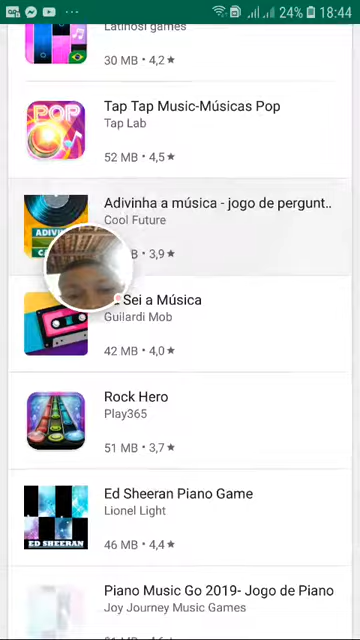 24% 18:44
Latinosi games
30 MB • 4,2 ★
POP
Tap Tap Music-Músicas Pop
Tap Lab
52 MB • 4,5 ★
Adivinha a música - jogo de pergunt..
Cool Future
3,9 ★
Sei a Música
Guilardi Mob
42 MB • 4,0 ★
Rock Hero
Play365
51 MB • 3,7 ★
Ed Sheeran Piano Game
Lionel Light
ED SHEERAN
46 MB • 4,4 ★
Piano Music Go 2019- Jogo de Piano
Joy Journey Music Games